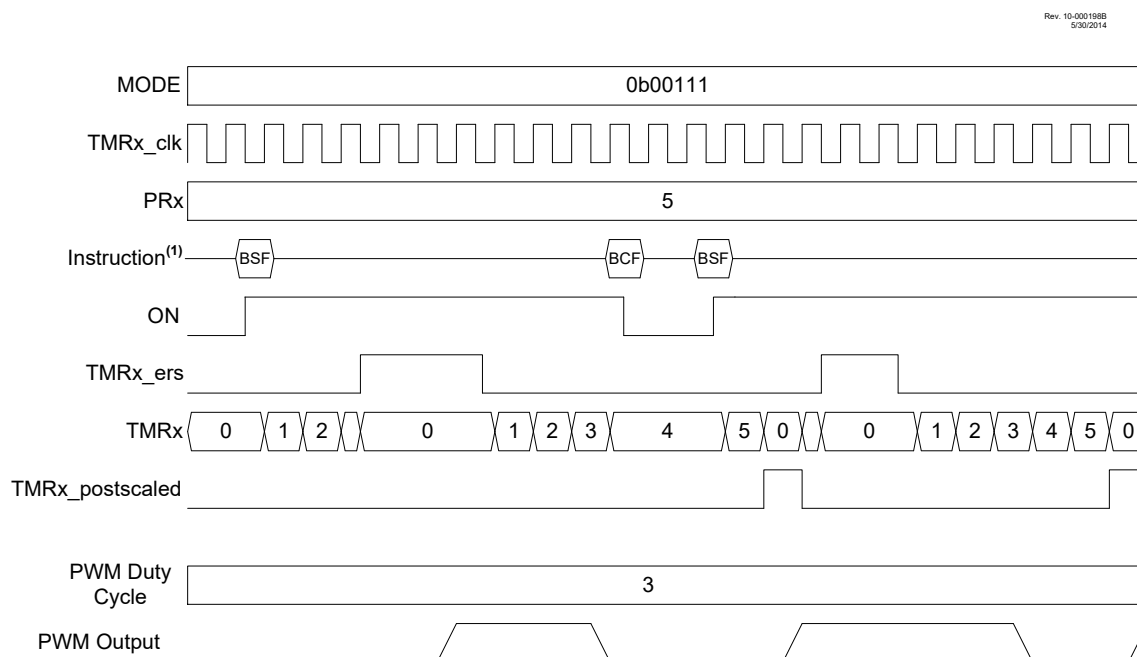 Rev. 10-000198B
5/30/2014
MODE 0b00111
TMRx_clk
PRx 5
Instruction(1) BSF BCF BSF
ON
TMRx_ers
TMRx 0 1 2 0 1 2 3 4 5 0 0 1 2 3 4 5 0
TMRx_postscaled
PWM Duty
Cycle
3
PWM Output